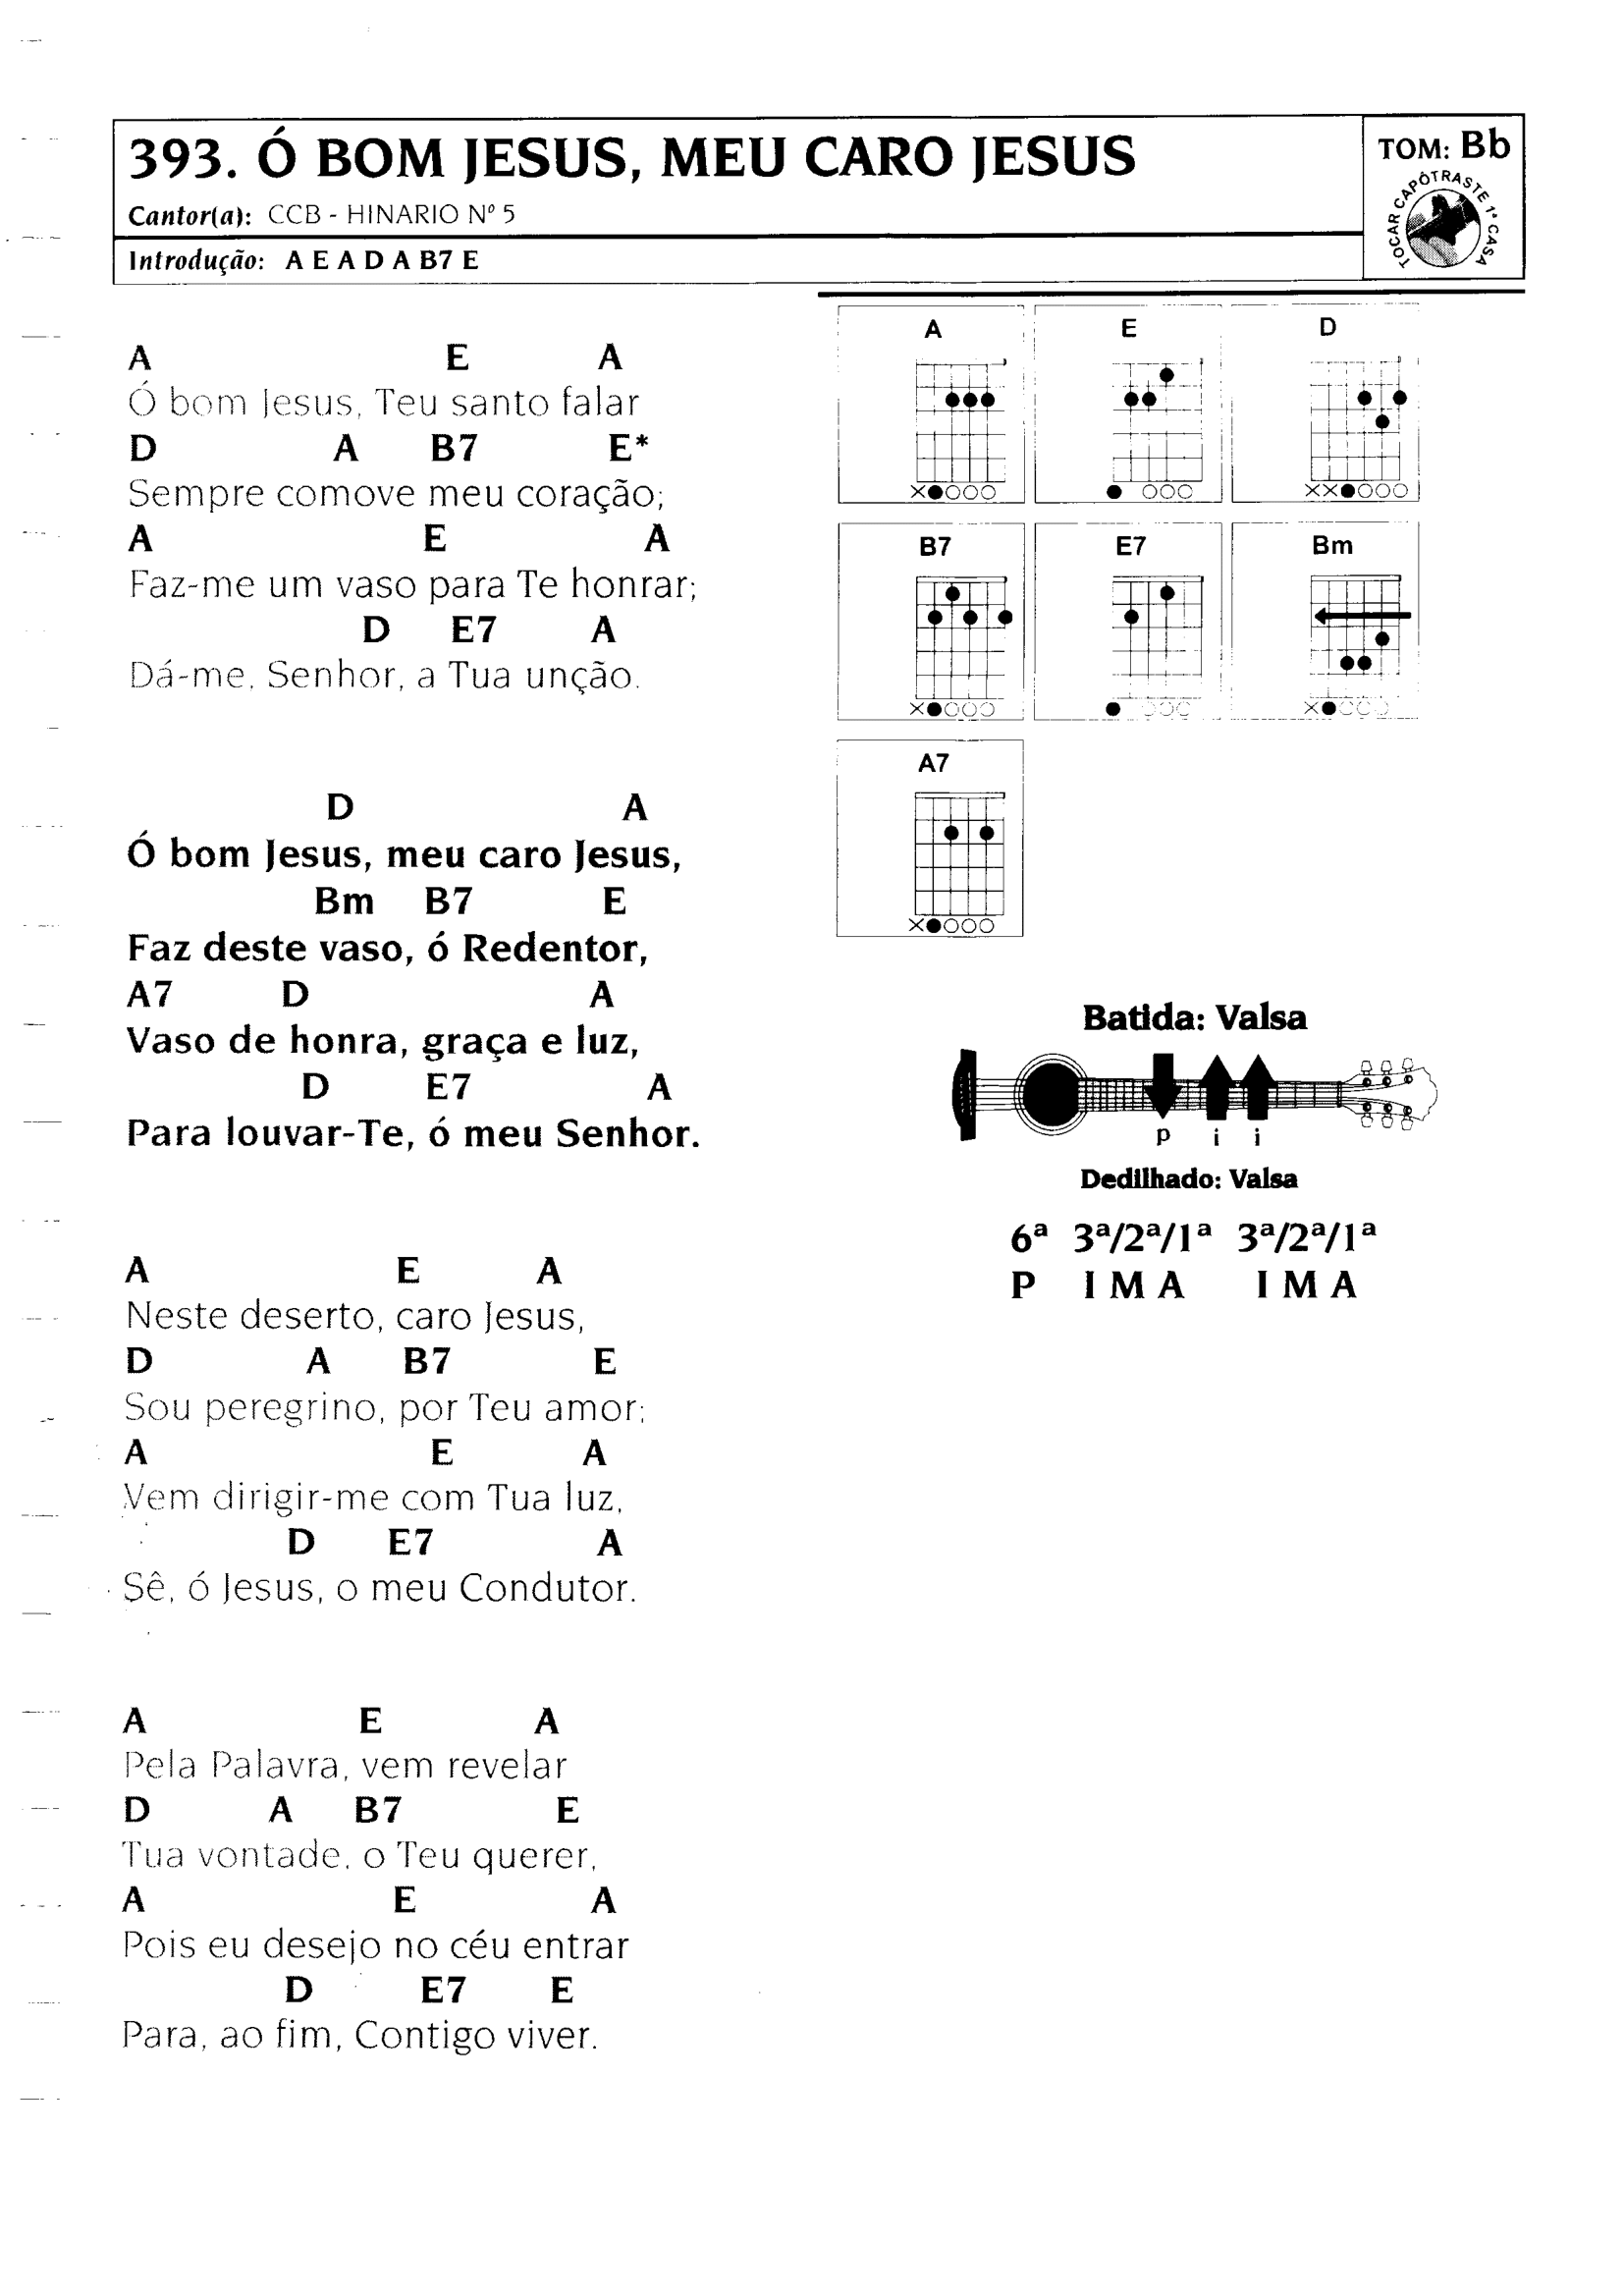 393. Ó BOM JESUS, MEU CARO JESUS
Cantor(a): CCB - HINARIO Nº 5
Introdução: A E A D A B7 E
TOM: Bb
TOCAR CAPÔTRASTE 1ª CASA
A E A
Ó bom Jesus, Teu santo falar
D A B7 E*
Sempre comove meu coração;
A E A
Faz-me um vaso para Te honrar;
D E7 A
Dá-me, Senhor, a Tua unção.
D A
Ó bom Jesus, meu caro Jesus,
Bm B7 E
Faz deste vaso, ó Redentor,
A7 D A
Vaso de honra, graça e luz,
D E7 A
Para louvar-Te, ó meu Senhor.
A E A
Neste deserto, caro Jesus,
D A B7 E
Sou peregrino, por Teu amor;
A E A
Vem dirigir-me com Tua luz,
D E7 A
Sê, ó Jesus, o meu Condutor.
A E A
Pela Palavra, vem revelar
D A B7 E
Tua vontade, o Teu querer,
A E A
Pois eu desejo no céu entrar
D E7 E
Para, ao fim, Contigo viver.
A E D
B7 E7 Bm
A7
Batida: Valsa
p i i
Dedilhado: Valsa
6ª 3ª/2ª/1ª 3ª/2ª/1ª
P I M A I M A